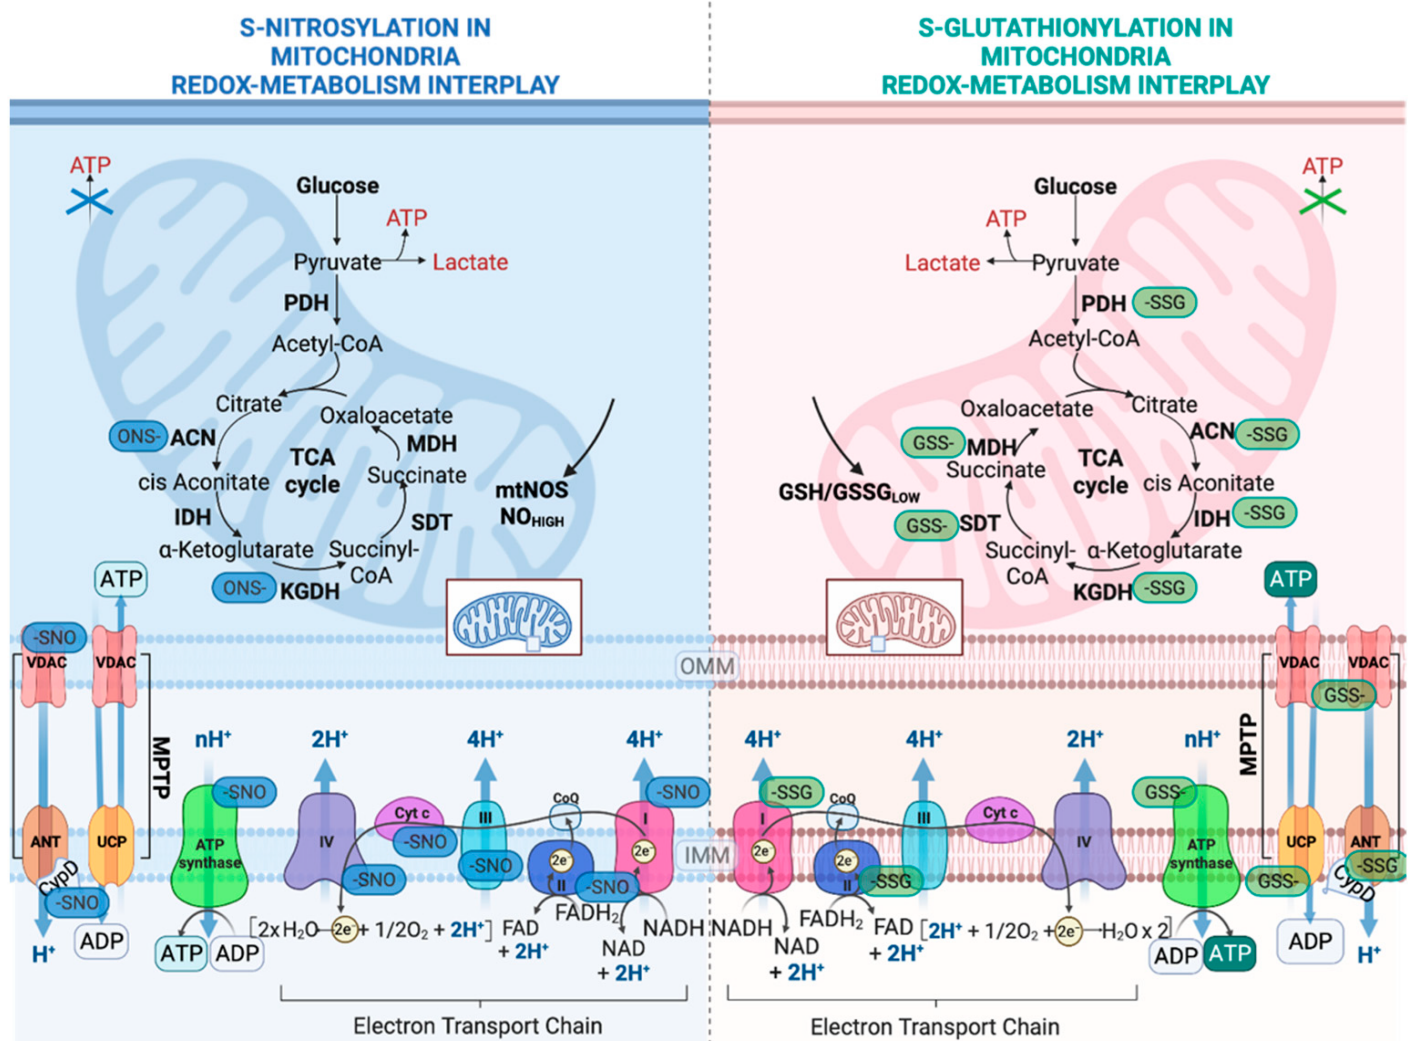 S-NITROSYLATION IN
MITOCHONDRIA
REDOX-METABOLISM INTERPLAY
ATP
Glucose
ATP
Pyruvate
Lactate
PDH
Acetyl-CoA
Citrate
Oxaloacetate
ONS-
ACN
MDH
TCA
cycle
cis Aconitate
Succinate
mtNOS
NOHIGH
IDH
SDT
α-Ketoglutarate
Succinyl-
CoA
ONS-
KGDH
ATP
-SNO
VDAC
VDAC
MPTP
nH⁺
2H⁺
4H⁺
4H⁺
-SNO
-SNO
Cyt c
-SNO
CoQ
III
I
ANT
UCP
ATP
synthase
IV
2e⁻
2e⁻
-SNO
-SNO
II
-SNO
CypD
-SNO
FADH₂
[2x H₂O 2e⁻ + 1/2O₂ + 2H⁺]
FAD
+ 2H⁺
NADH
NAD
+ 2H⁺
H⁺
ADP
ATP
ADP
Electron Transport Chain
S-GLUTATHIONYLATION IN
MITOCHONDRIA
REDOX-METABOLISM INTERPLAY
ATP
Glucose
ATP
Lactate
Pyruvate
PDH
-SSG
Acetyl-CoA
Oxaloacetate
Citrate
GSS-
MDH
ACN
-SSG
TCA
cycle
Succinate
cis Aconitate
GSH/GSSGLOW
GSS-
SDT
IDH
-SSG
Succinyl-
CoA
α-Ketoglutarate
KGDH
-SSG
ATP
OMM
VDAC
VDAC
GSS-
MPTP
4H⁺
4H⁺
2H⁺
nH⁺
-SSG
GSS-
CoQ
I
III
Cyt c
IV
ATP
synthase
UCP
ANT
IMM
2e⁻
2e⁻
II
-SSG
GSS-
-SSG
CypD
NADH
FADH₂
FAD
+ 2H⁺
NAD
+ 2H⁺
[2H⁺ + 1/2O₂ + 2e⁻ H₂O x 2]
ADP
ATP
ADP
H⁺
Electron Transport Chain